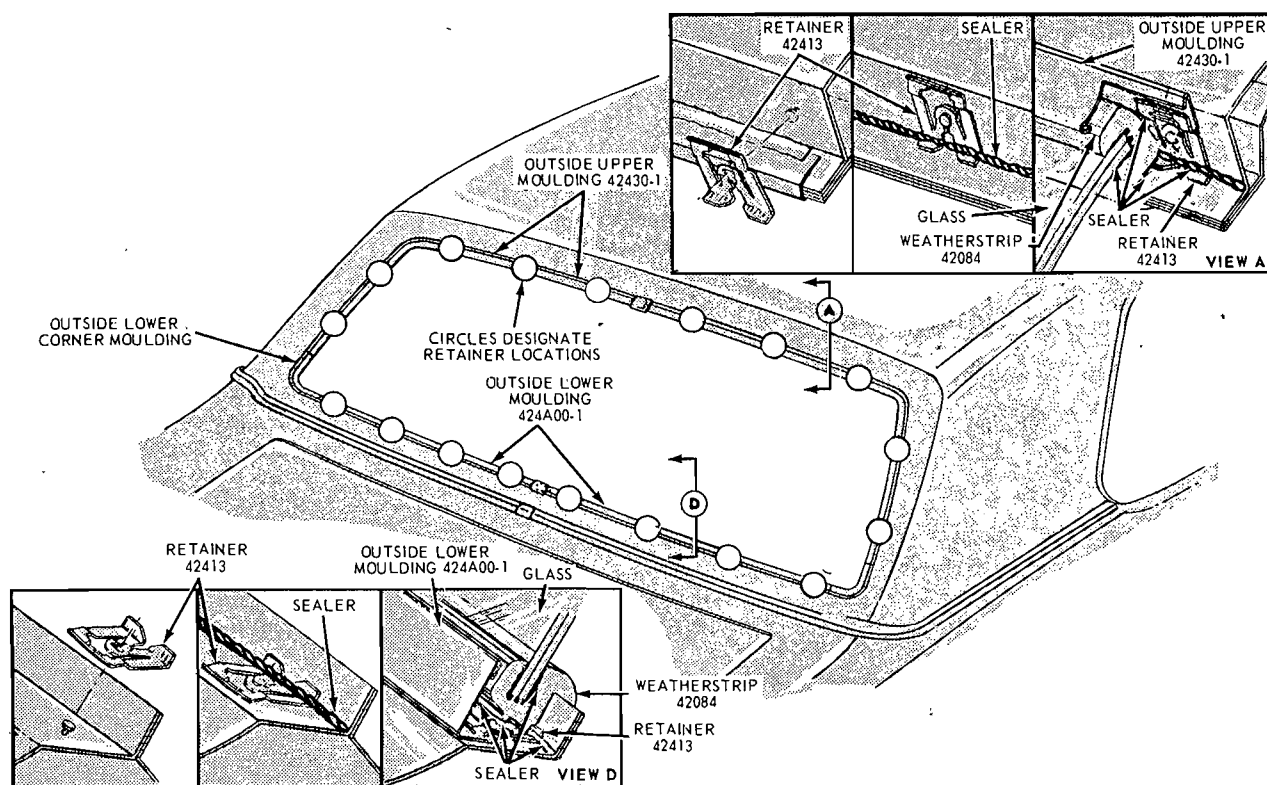 RETAINER
42413
SEALER
OUTSIDE UPPER
MOULDING
42430-1
GLASS
WEATHERSTRIP
42084
SEALER
RETAINER
42413
VIEW A
OUTSIDE UPPER
MOULDING 42430-1
A
OUTSIDE LOWER
CORNER MOULDING
CIRCLES DESIGNATE
RETAINER LOCATIONS
OUTSIDE LOWER
MOULDING
424A00-1
D
RETAINER
42413
SEALER
OUTSIDE LOWER
MOULDING 424A00-1
GLASS
WEATHERSTRIP
42084
RETAINER
42413
SEALER
VIEW D